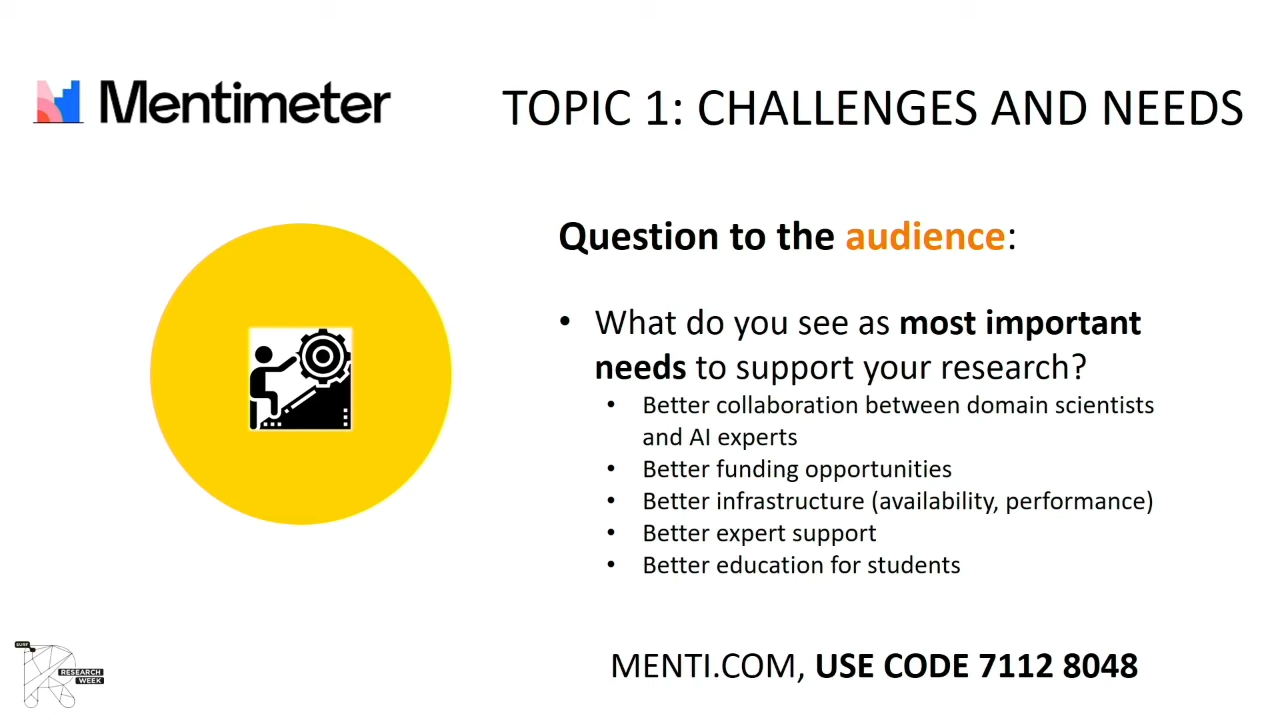 Mentimeter
TOPIC 1: CHALLENGES AND NEEDS
Question to the audience:
• What do you see as most important
needs to support your research?
• Better collaboration between domain scientists
and AI experts
• Better funding opportunities
• Better infrastructure (availability, performance)
• Better expert support
• Better education for students
SURF
RESEARCH
WEEK
MENTI.COM, USE CODE 7112 8048